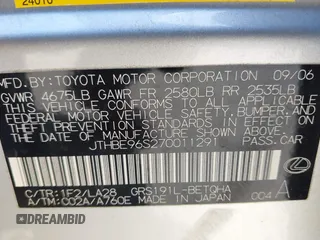 24010
MFD.BY:TOYOTA MOTOR CORPORATION 09/06
GVWR 4675LB GAWR FR 2580LB RR 2535LB
THIS VEHICLE CONFORMS TO ALL APPLICABLE
FEDERAL MOTOR VEHICLE SAFETY, BUMPER, AND
THEFT PREVENTION STANDARDS IN EFFECT ON
THE DATE OF MANUFACTURE SHOWN ABOVE.
JTHBE96S270011291 PASS.CAR
C/TR:1F2/LA28 GRS191L-BETQHA
A/TM:C02A/A760E MADE IN JAPAN 004 A